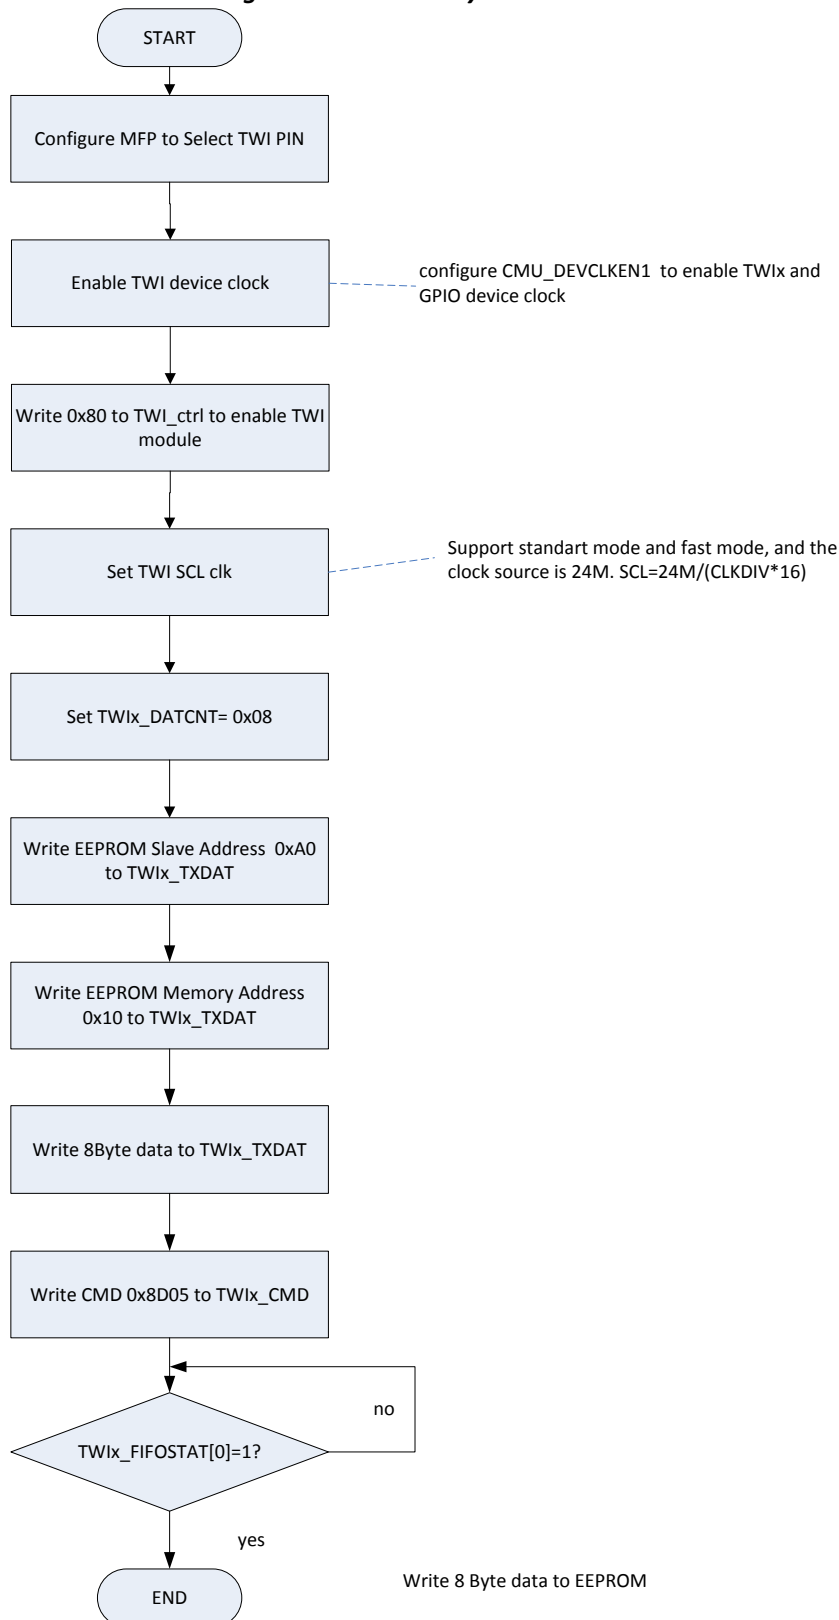 START
Configure MFP to Select TWI PIN
Enable TWI device clock
configure CMU_DEVCLKEN1  to enable TWIx and
GPIO device clock
Write 0x80 to TWI_ctrl to enable TWI
module
Set TWI SCL clk
Support standart mode and fast mode, and the
clock source is 24M. SCL=24M/(CLKDIV*16)
Set TWIx_DATCNT= 0x08
Write EEPROM Slave Address  0xA0
to TWIx_TXDAT
Write EEPROM Memory Address
0x10 to TWIx_TXDAT
Write 8Byte data to TWIx_TXDAT
Write CMD 0x8D05 to TWIx_CMD
no
TWIx_FIFOSTAT[0]=1?
yes
END
Write 8 Byte data to EEPROM